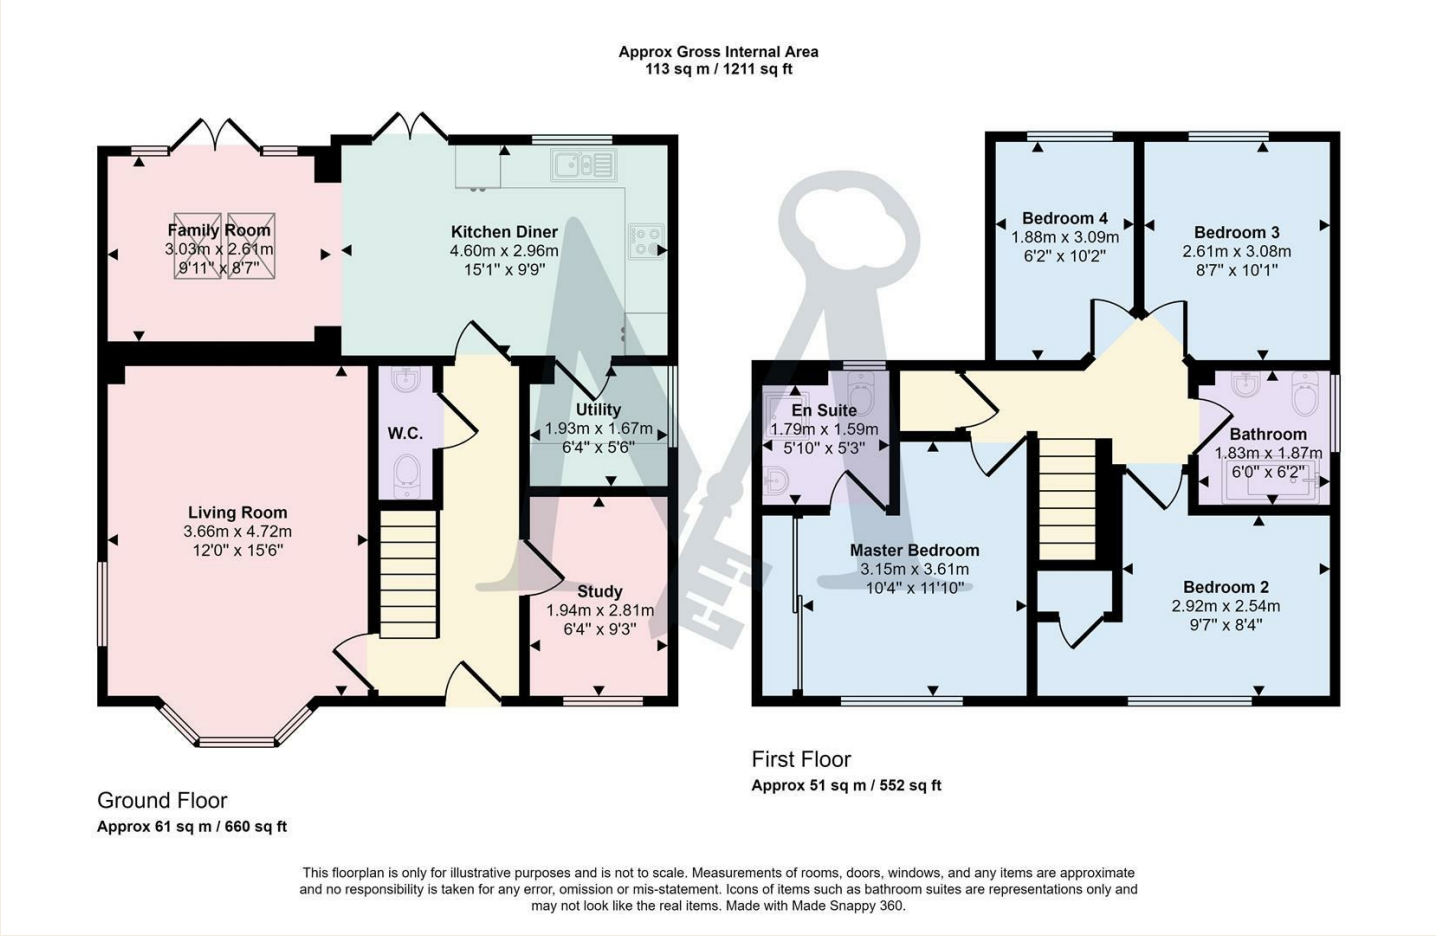 Approx Gross Internal Area
113 sq m / 1211 sq ft
Family Room
3.03m x 2.61m
9'11" x 8'7"
Kitchen Diner
4.60m x 2.96m
15'1" x 9'9"
W.C.
Utility
1.93m x 1.67m
6'4" x 5'6"
Living Room
3.66m x 4.72m
12'0" x 15'6"
Study
1.94m x 2.81m
6'4" x 9'3"
Ground Floor
Approx 61 sq m / 660 sq ft
Bedroom 4
1.88m x 3.09m
6'2" x 10'2"
Bedroom 3
2.61m x 3.08m
8'7" x 10'1"
En Suite
1.79m x 1.59m
5'10" x 5'3"
Bathroom
1.83m x 1.87m
6'0" x 6'2"
Master Bedroom
3.15m x 3.61m
10'4" x 11'10"
Bedroom 2
2.92m x 2.54m
9'7" x 8'4"
First Floor
Approx 51 sq m / 552 sq ft
This floorplan is only for illustrative purposes and is not to scale. Measurements of rooms, doors, windows, and any items are approximate
and no responsibility is taken for any error, omission or mis-statement. Icons of items such as bathroom suites are representations only and
may not look like the real items. Made with Made Snappy 360.